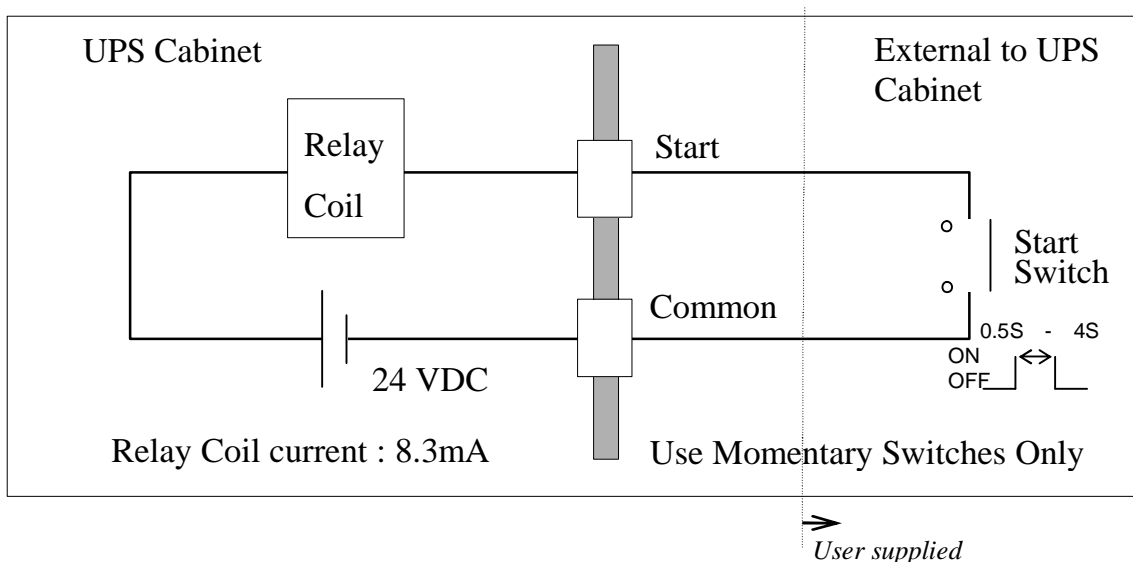 UPS Cabinet
External to UPS
Cabinet
Relay
Coil
Start
Start
Switch
Common
0.5S - 4S
ON
OFF
24 VDC
Relay Coil current : 8.3mA
Use Momentary Switches Only
User supplied